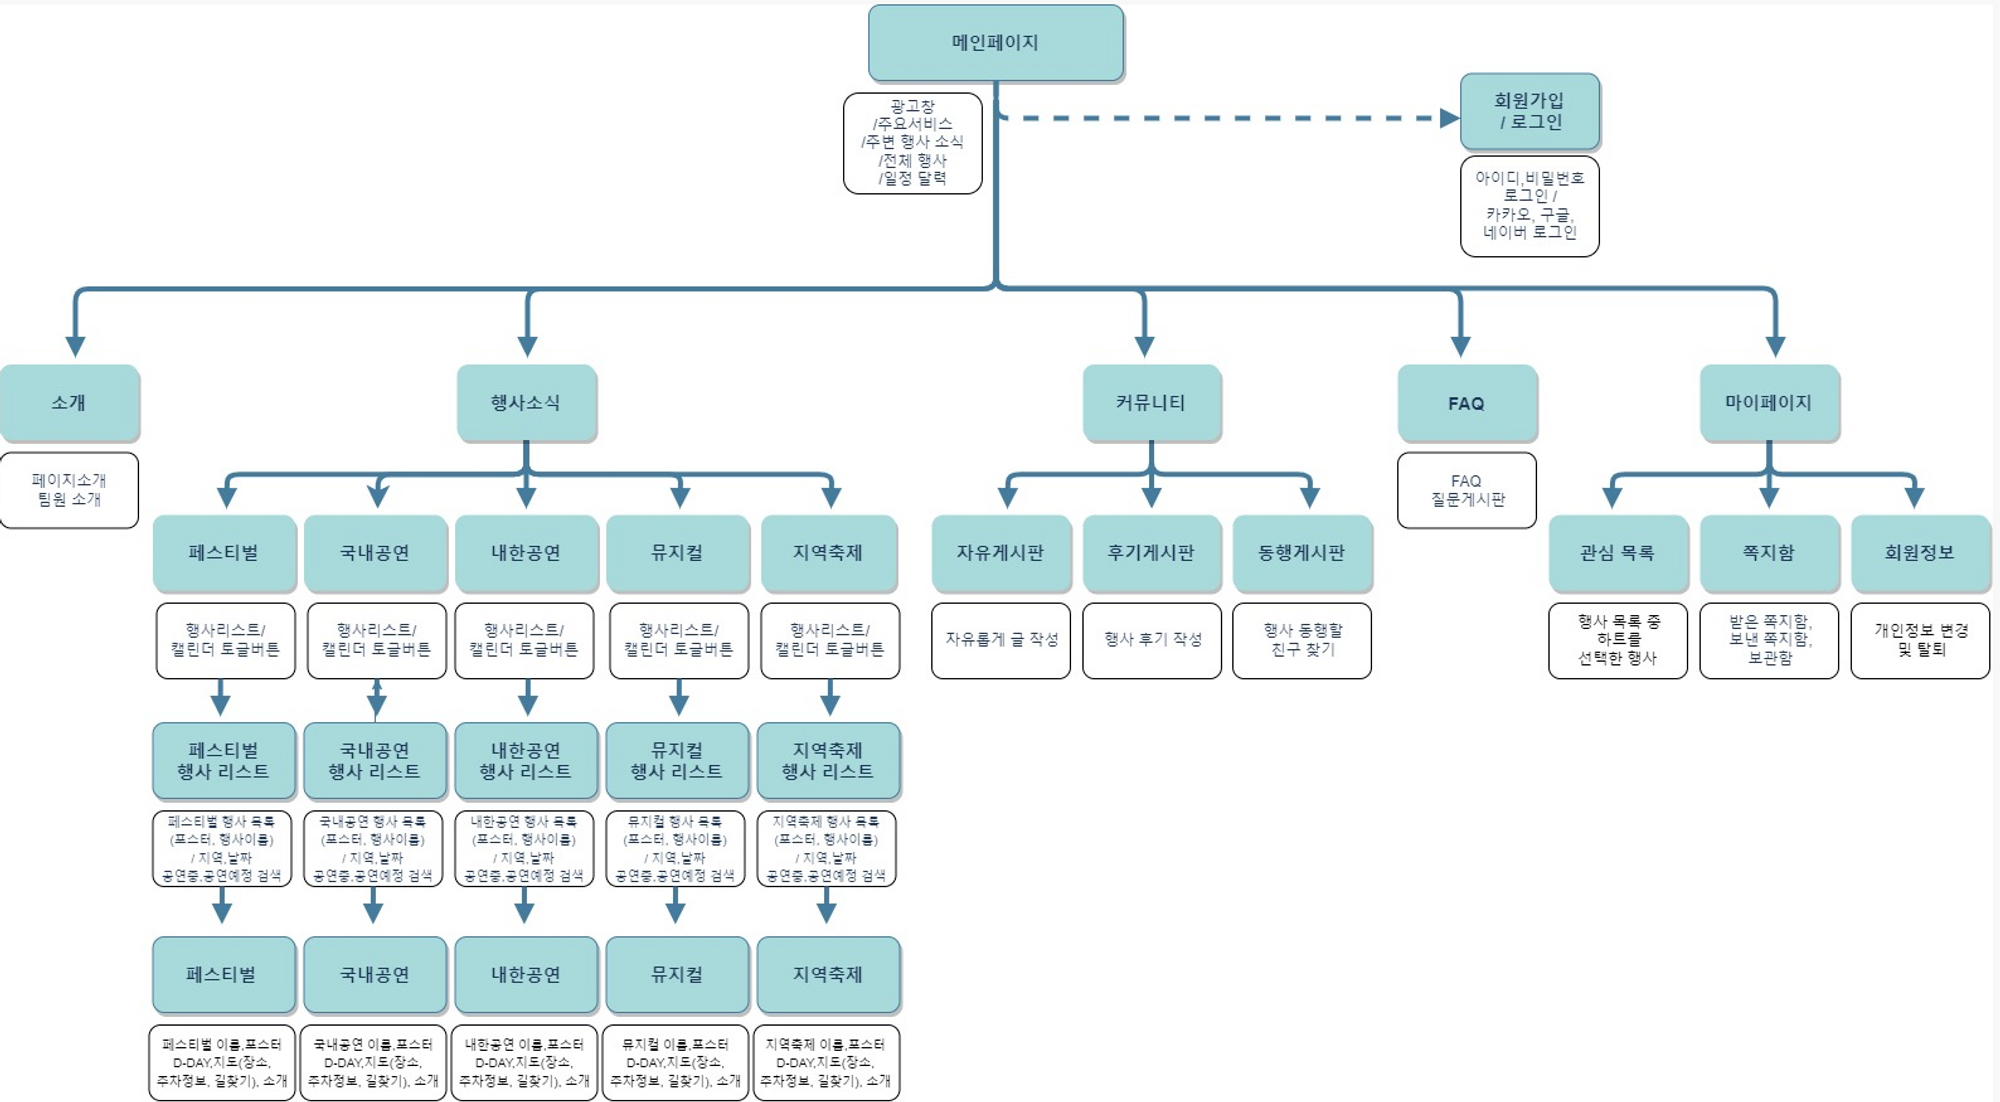 메인페이지
광고창
/주요서비스
/주변 행사 소식
/전체 행사
/일정 달력
회원가입
/ 로그인
아이디,비밀번호
로그인 /
카카오, 구글,
네이버 로그인
소개
행사소식
커뮤니티
FAQ
마이페이지
페이지소개
팀원 소개
FAQ
질문게시판
페스티벌
국내공연
내한공연
뮤지컬
지역축제
자유게시판
후기게시판
동행게시판
관심 목록
쪽지함
회원정보
행사리스트/
캘린더 토글버튼
행사리스트/
캘린더 토글버튼
행사리스트/
캘린더 토글버튼
행사리스트/
캘린더 토글버튼
행사리스트/
캘린더 토글버튼
자유롭게 글 작성
행사 후기 작성
행사 동행할
친구 찾기
행사 목록 중
하트를
선택한 행사
받은 쪽지함,
보낸 쪽지함,
보관함
개인정보 변경
및 탈퇴
페스티벌
행사 리스트
국내공연
행사 리스트
내한공연
행사 리스트
뮤지컬
행사 리스트
지역축제
행사 리스트
페스티벌 행사 목록
(포스터, 행사이름)
/ 지역,날짜
공연중,공연예정 검색
국내공연 행사 목록
(포스터, 행사이름)
/ 지역,날짜
공연중,공연예정 검색
내한공연 행사 목록
(포스터, 행사이름)
/ 지역,날짜
공연중,공연예정 검색
뮤지컬 행사 목록
(포스터, 행사이름)
/ 지역,날짜
공연중,공연예정 검색
지역축제 행사 목록
(포스터, 행사이름)
/ 지역,날짜
공연중,공연예정 검색
페스티벌
국내공연
내한공연
뮤지컬
지역축제
페스티벌 이름,포스터
D-DAY,지도(장소,
주차정보, 길찾기), 소개
국내공연 이름,포스터
D-DAY,지도(장소,
주차정보, 길찾기), 소개
내한공연 이름,포스터
D-DAY,지도(장소,
주차정보, 길찾기), 소개
뮤지컬 이름,포스터
D-DAY,지도(장소,
주차정보, 길찾기), 소개
지역축제 이름,포스터
D-DAY,지도(장소,
주차정보, 길찾기), 소개